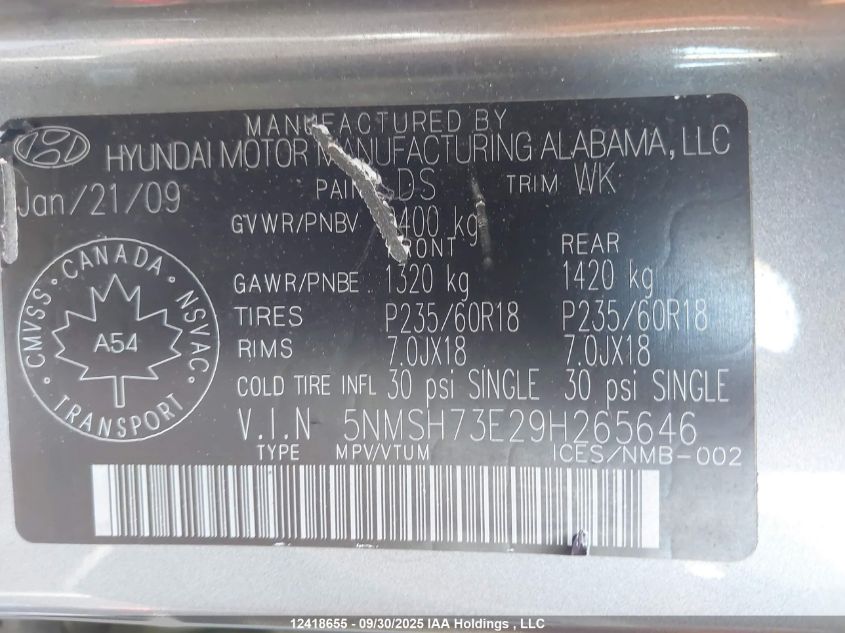 MANUFACTURED BY
HYUNDAI MOTOR MANUFACTURING ALABAMA, LLC
Jan/21/09
TRIM WK
GVWR/PNBV kg
FRONT REAR
GAWR/PNBE 1320 kg 1420 kg
TIRES P235/60R18 P235/60R18
RIMS 7.0JX18 7.0JX18
COLD TIRE INFL 30 psi SINGLE 30 psi SINGLE
V.I.N 5NMSH73E29H265646
TYPE MPV/VTUM ICES/NMB-002
CANADA
CMVSS NSVAC
A54
TRANSPORT
12418655 - 09/30/2025 IAA Holdings , LLC